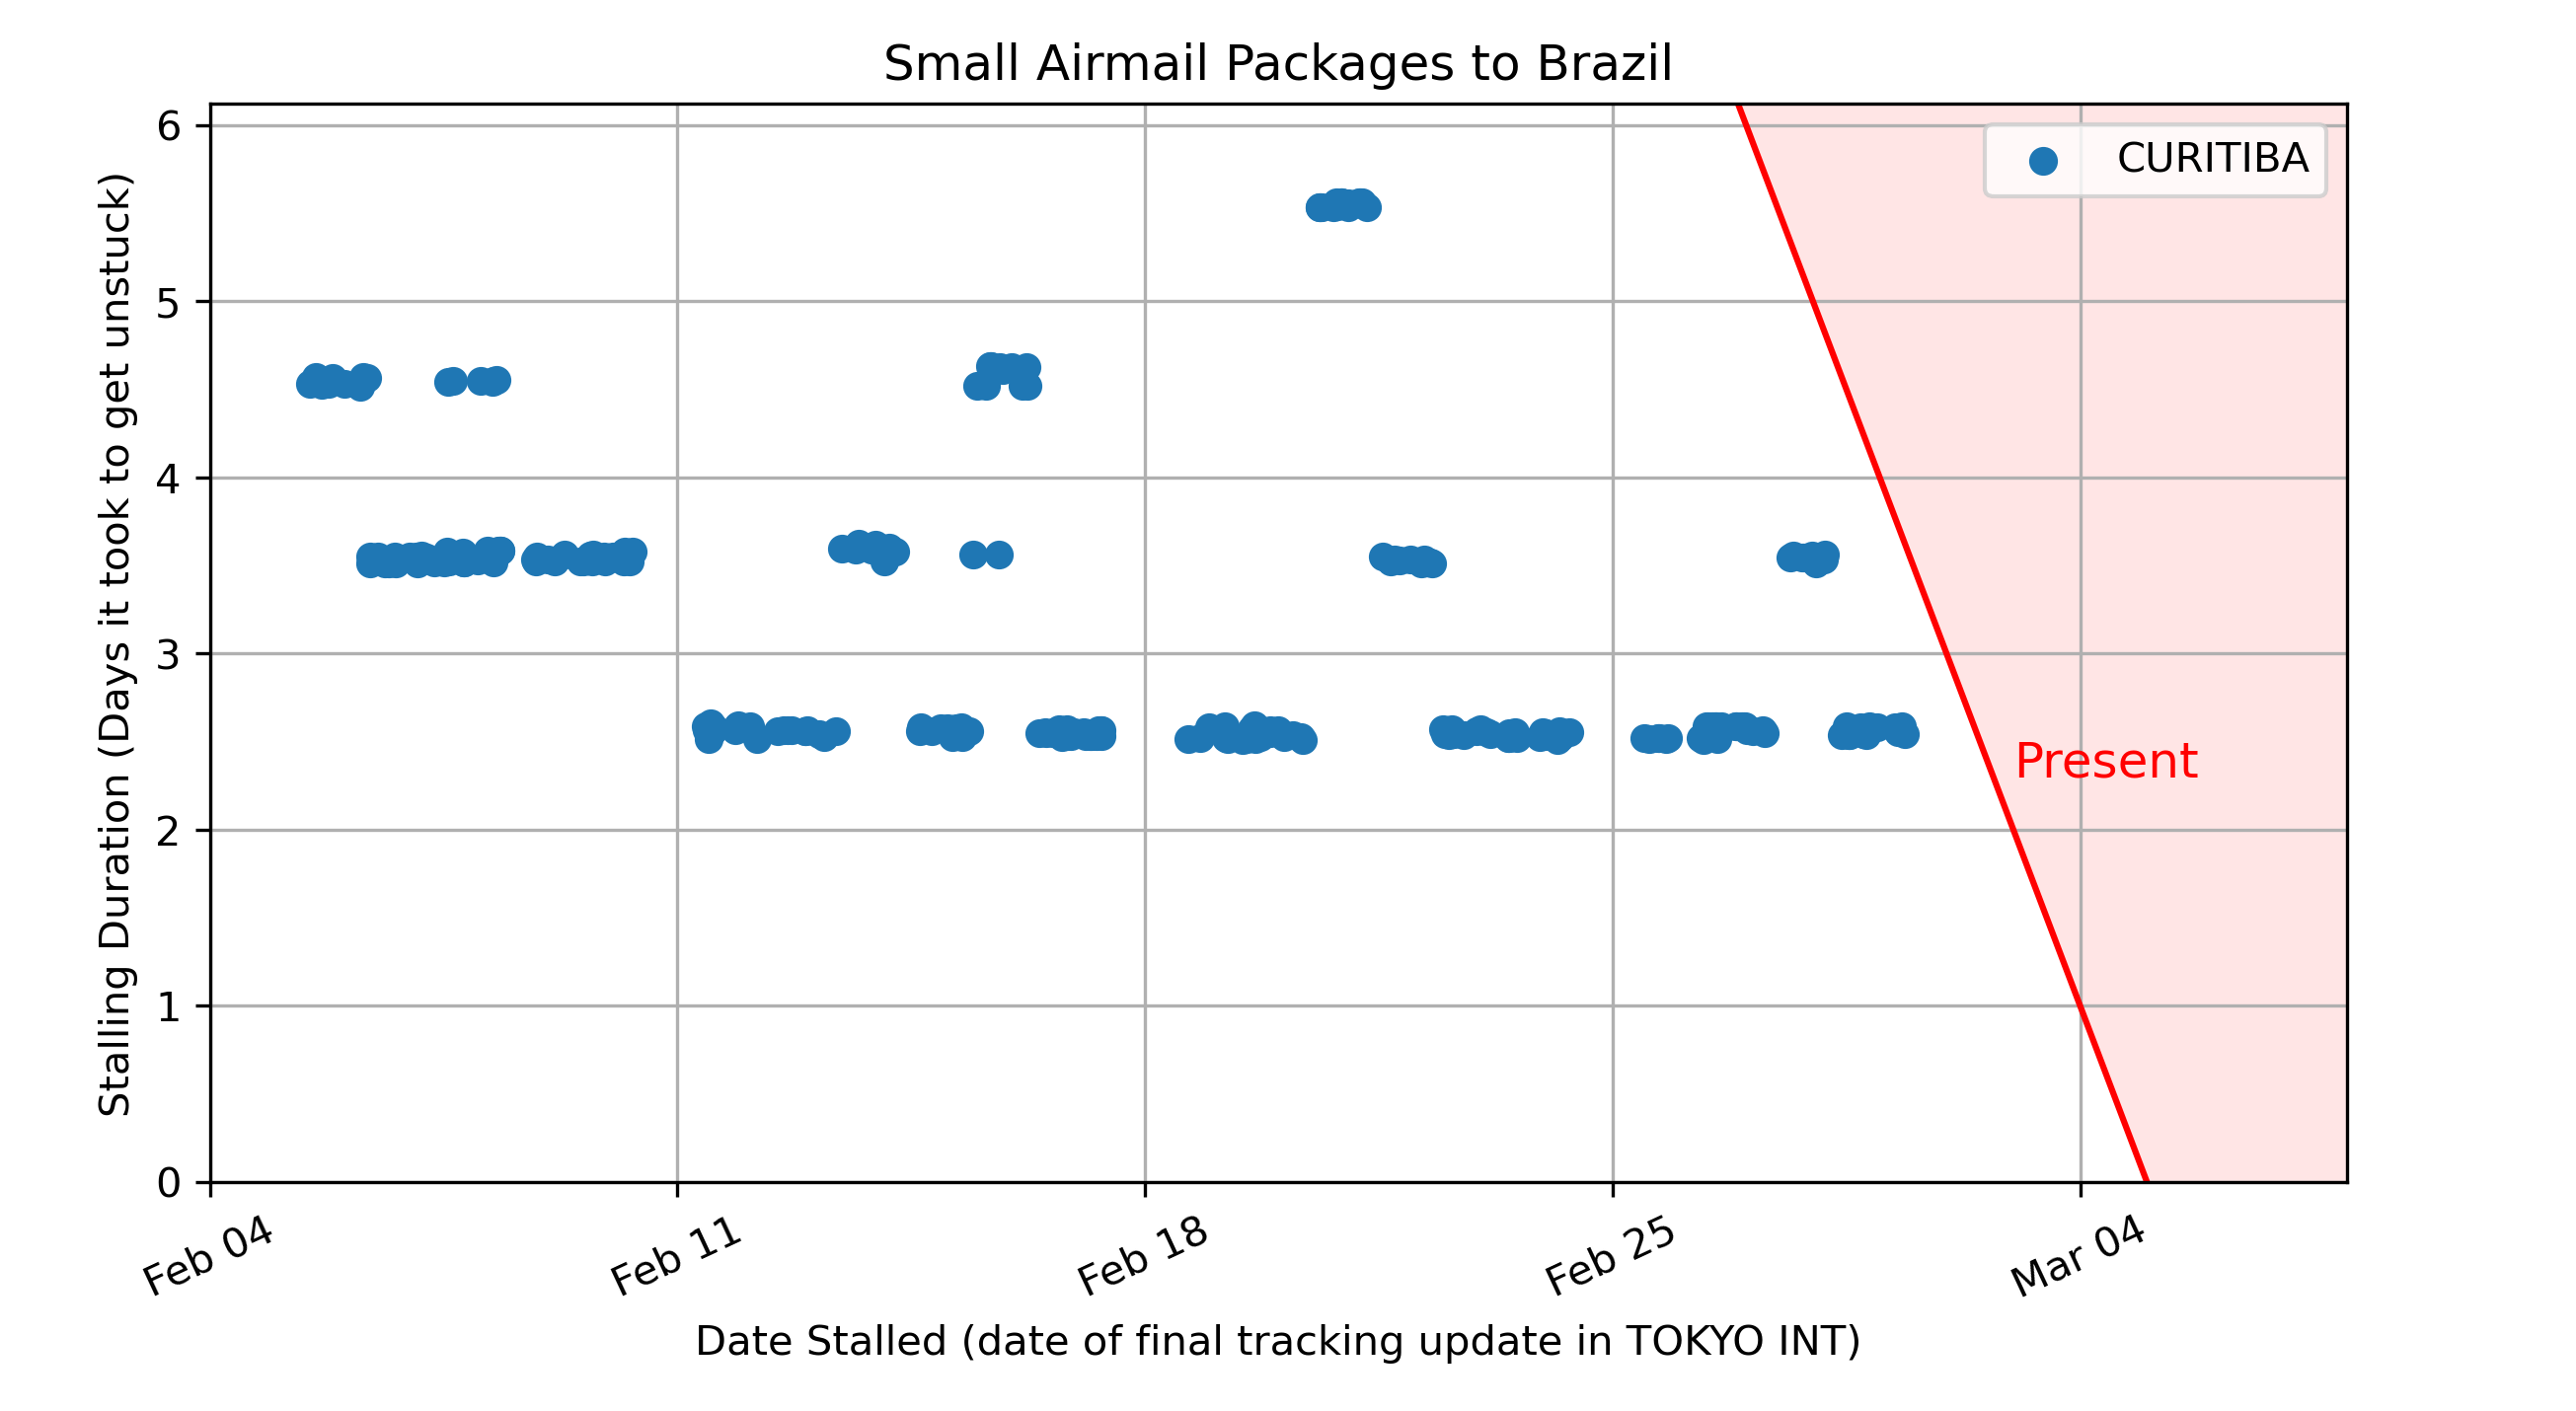 Small Airmail Packages to Brazil
Stalling Duration (Days it took to get unstuck)
6
5
4
3
2
1
0
CURITIBA
Present
Feb 04
Feb 11
Feb 18
Feb 25
Mar 04
Date Stalled (date of final tracking update in TOKYO INT)